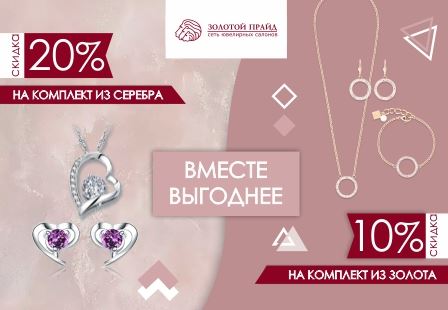 ЗОЛОТОЙ ПРАЙД
сеть ювелирных салонов
скидка
20%
НА КОМПЛЕКТ ИЗ СЕРЕБРА
ВМЕСТЕ
ВЫГОДНЕЕ
10%
скидка
НА КОМПЛЕКТ ИЗ ЗОЛОТА